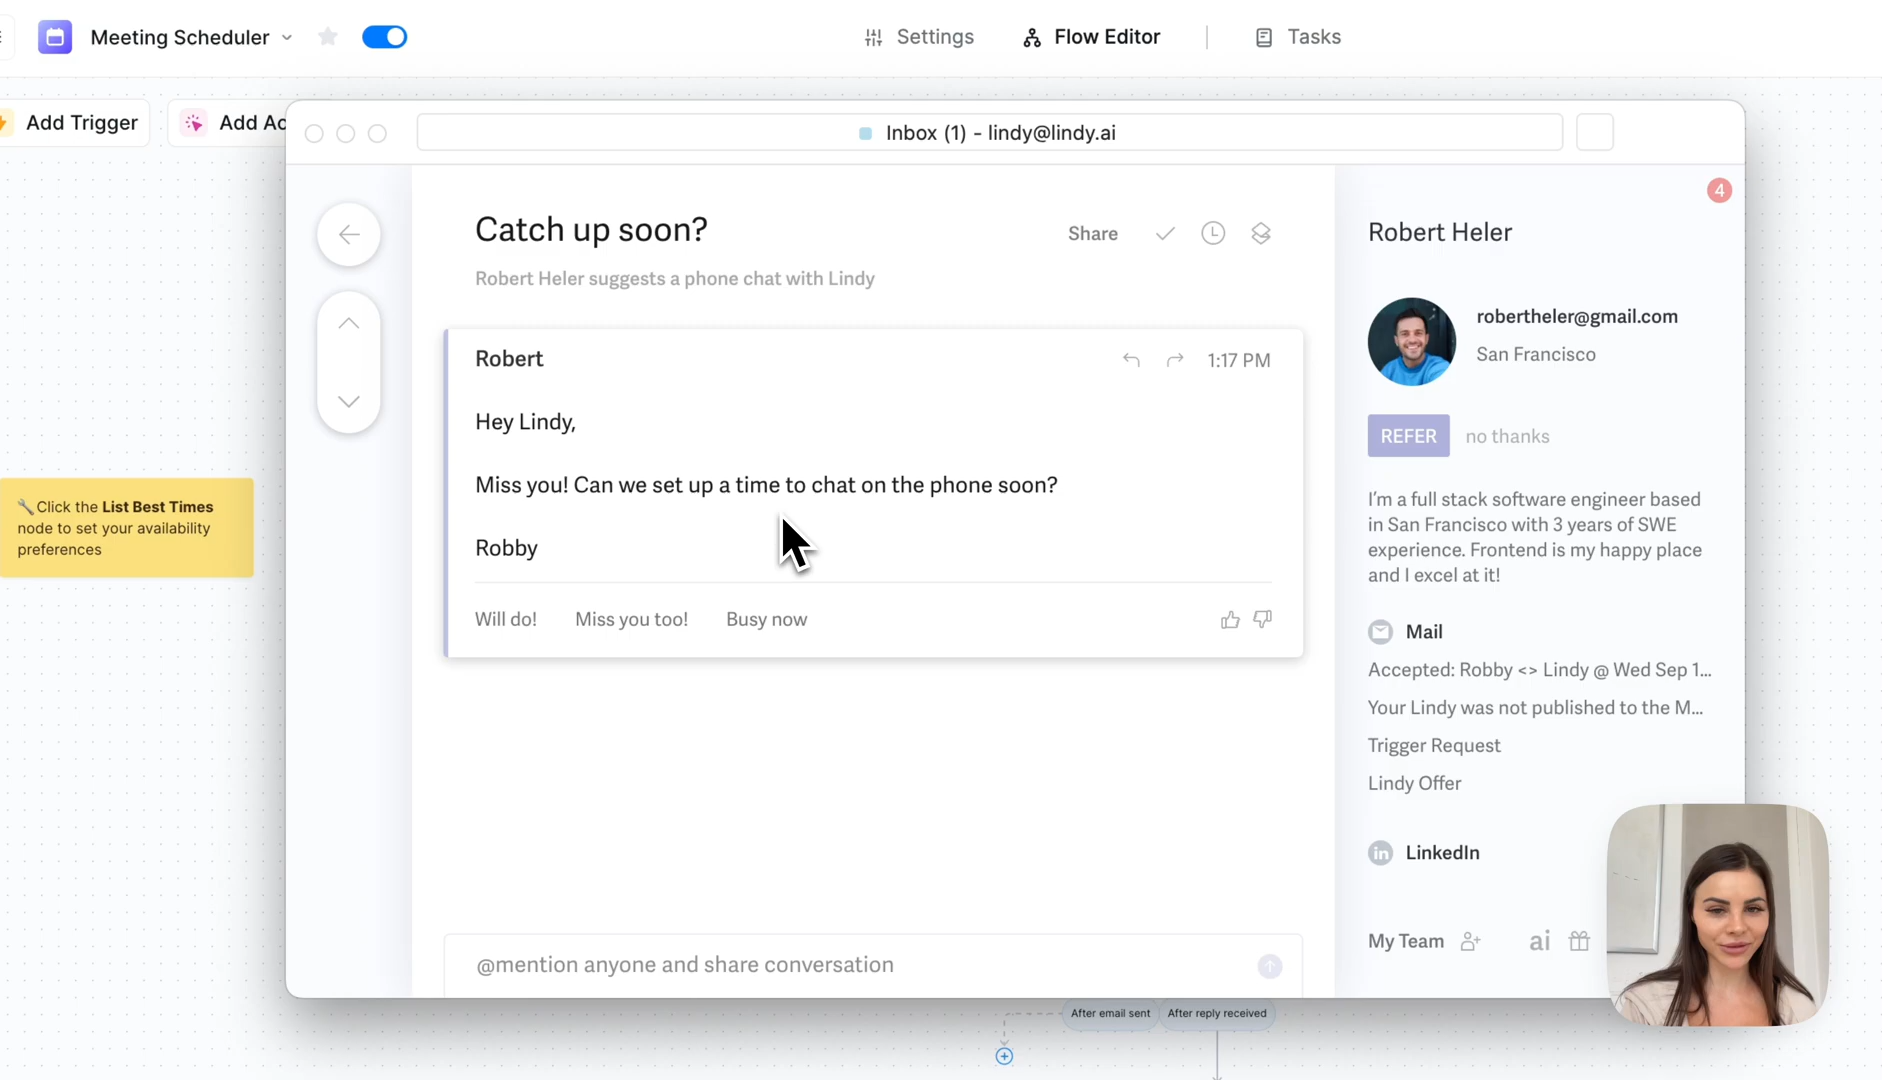 Meeting Scheduler
Settings
Flow Editor
Tasks
Add Trigger
Add Ac
Inbox (1) - lindy@lindy.ai
4
Catch up soon?
Share
Robert Heler suggests a phone chat with Lindy
Robert
1:17 PM
Hey Lindy,
Miss you! Can we set up a time to chat on the phone soon?
Robby
Will do!
Miss you too!
Busy now
@mention anyone and share conversation
Robert Heler
robertheler@gmail.com
San Francisco
REFER
no thanks
I'm a full stack software engineer based
in San Francisco with 3 years of SWE
experience. Frontend is my happy place
and I excel at it!
Mail
Accepted: Robby <> Lindy @ Wed Sep 1...
Your Lindy was not published to the M...
Trigger Request
Lindy Offer
in
LinkedIn
My Team
ai
Click the List Best Times
node to set your availability
preferences
After email sent
After reply received